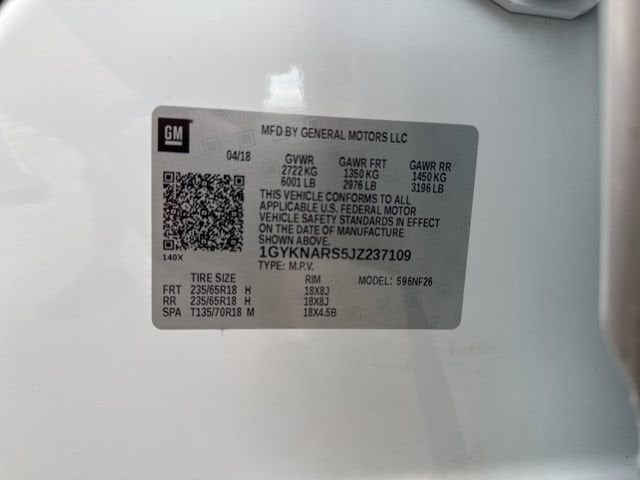 GM
MFD BY GENERAL MOTORS LLC
04/18 GVWR GAWR FRT GAWR RR
2722 KG 1350 KG 1450 KG
6001 LB 2976 LB 3196 LB
THIS VEHICLE CONFORMS TO ALL
APPLICABLE U.S. FEDERAL MOTOR
VEHICLE SAFETY STANDARDS IN EFFECT
ON THE DATE OF MANUFACTURE
SHOWN ABOVE.
1GYKNARS5JZ237109
140X
TYPE: M.P.V.
TIRE SIZE RIM MODEL: 596NF26
FRT 235/65R18 H 18X8J
RR 235/65R18 H 18X8J
SPA T135/70R18 M 18X4.5B